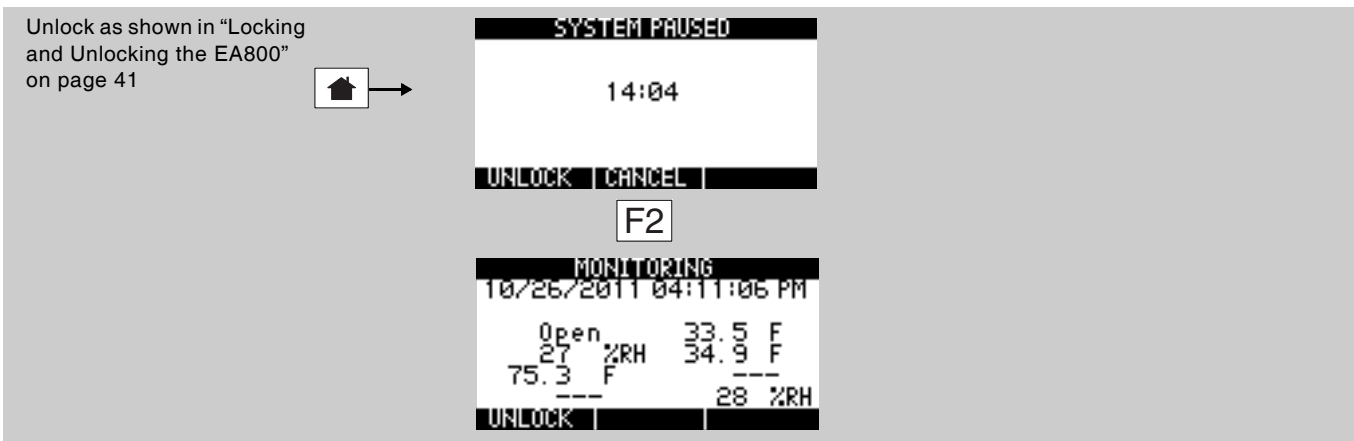 Unlock as shown in “Locking
and Unlocking the EA800”
on page 41
SYSTEM PAUSED
14:04
UNLOCK | CANCEL |
F2
MONITORING
10/26/2011 04:11:06 PM
Open 33.5 F
27 %RH 34.9 F
75.3 F ---
--- 28 %RH
UNLOCK | |